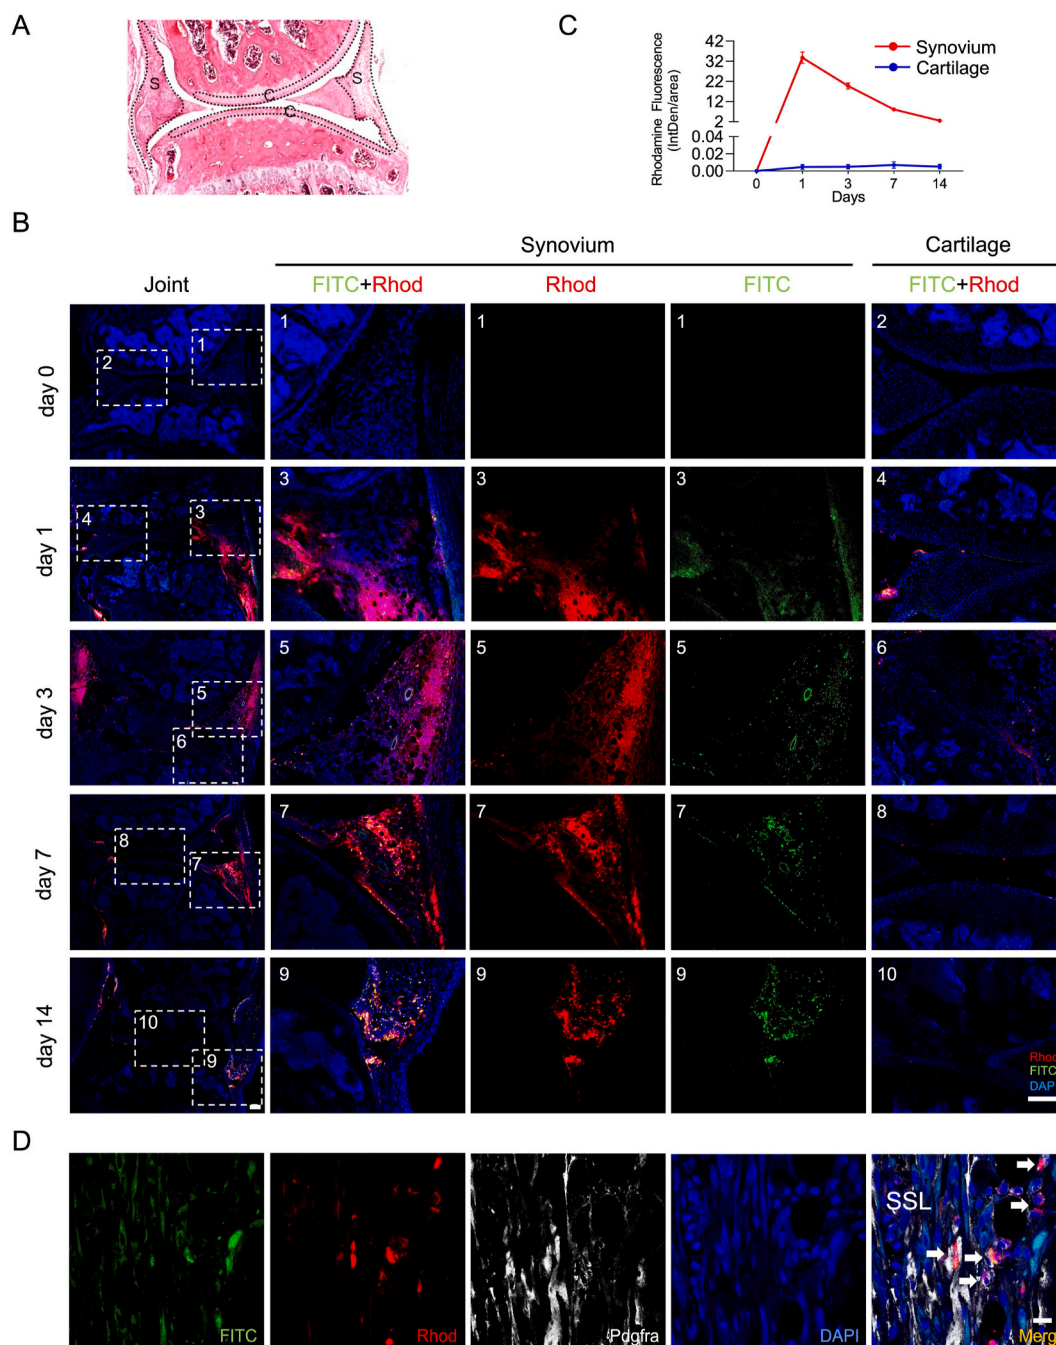 A
S
S
C
C
C
Rhodamine Fluorescence
(IntDen/area)
42
32
22
12
2
0.04
0.02
0.00
0
1
3
7
14
Days
Synovium
Cartilage
B
Synovium
Cartilage
Joint
FITC+Rhod
Rhod
FITC
FITC+Rhod
day 0
1
2
1
1
1
2
day 1
3
4
3
3
3
4
day 3
5
6
5
5
5
6
day 7
8
7
7
7
7
8
day 14
10
9
9
9
9
10
Rhod
FITC
DAPI
D
FITC
Rhod
Pdgfra
DAPI
SSL
Merg